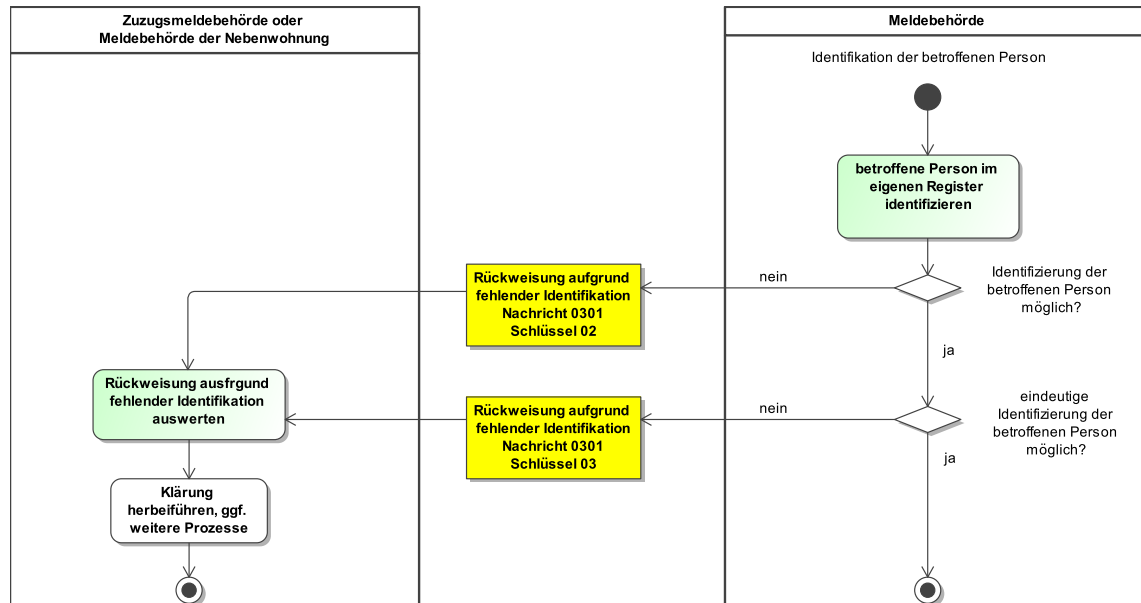 Zuzugsmeldebehörde oder
Meldebehörde der Nebenwohnung
Meldebehörde
Identifikation der betroffenen Person
betroffene Person im
eigenen Register
identifizieren
Identifizierung der
betroffenen Person
möglich?
nein
Rückweisung aufgrund
fehlender Identifikation
Nachricht 0301
Schlüssel 02
ja
eindeutige
Identifizierung der
betroffenen Person
möglich?
nein
Rückweisung aufgrund
fehlender Identifikation
Nachricht 0301
Schlüssel 03
ja
Rückweisung ausfrgund
fehlender Identifikation
auswerten
Klärung
herbeiführen, ggf.
weitere Prozesse